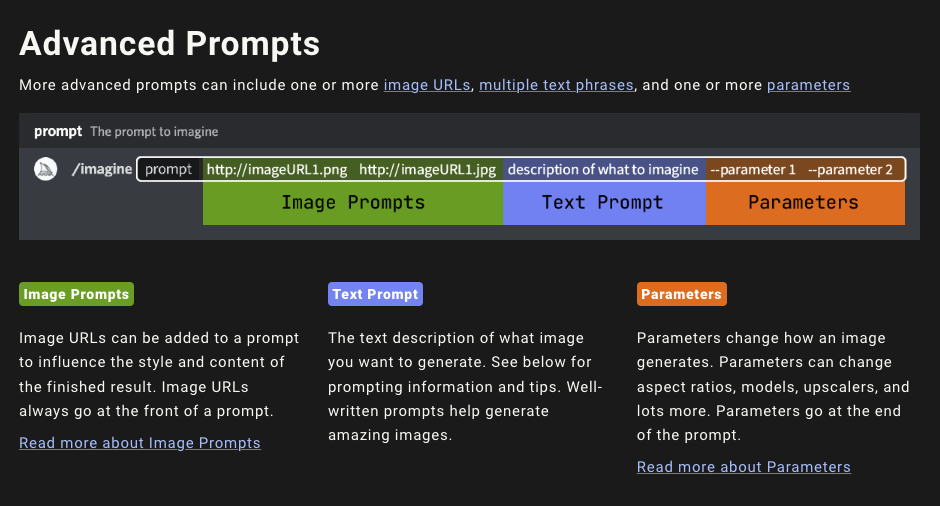 Advanced Prompts
More advanced prompts can include one or more image URLs, multiple text phrases, and one or more parameters
prompt The prompt to imagine
/imagine prompt http://imageURL1.png http://imageURL1.jpg description of what to imagine --parameter 1 --parameter 2
Image Prompts Text Prompt Parameters
Image Prompts
Image URLs can be added to a prompt
to influence the style and content of
the finished result. Image URLs
always go at the front of a prompt.
Read more about Image Prompts
Text Prompt
The text description of what image
you want to generate. See below for
prompting information and tips. Well-
written prompts help generate
amazing images.
Parameters
Parameters change how an image
generates. Parameters can change
aspect ratios, models, upscalers, and
lots more. Parameters go at the end
of the prompt.
Read more about Parameters